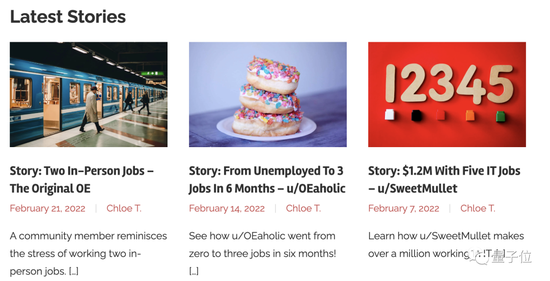 Latest Stories
12345
Story: Two In-Person Jobs –
The Original OE
February 21, 2022 | Chloe T.
A community member reminisces
the stress of working two in-
person jobs. [...]
Story: From Unemployed To 3
Jobs In 6 Months – u/OEaholic
February 14, 2022 | Chloe T.
See how u/OEaholic went from
zero to three jobs in six months!
[...]
Story: $1.2M With Five IT Jobs
– u/SweetMullet
February 7, 2022 | Chloe T.
Learn how u/SweetMullet makes
over a million working
量子位